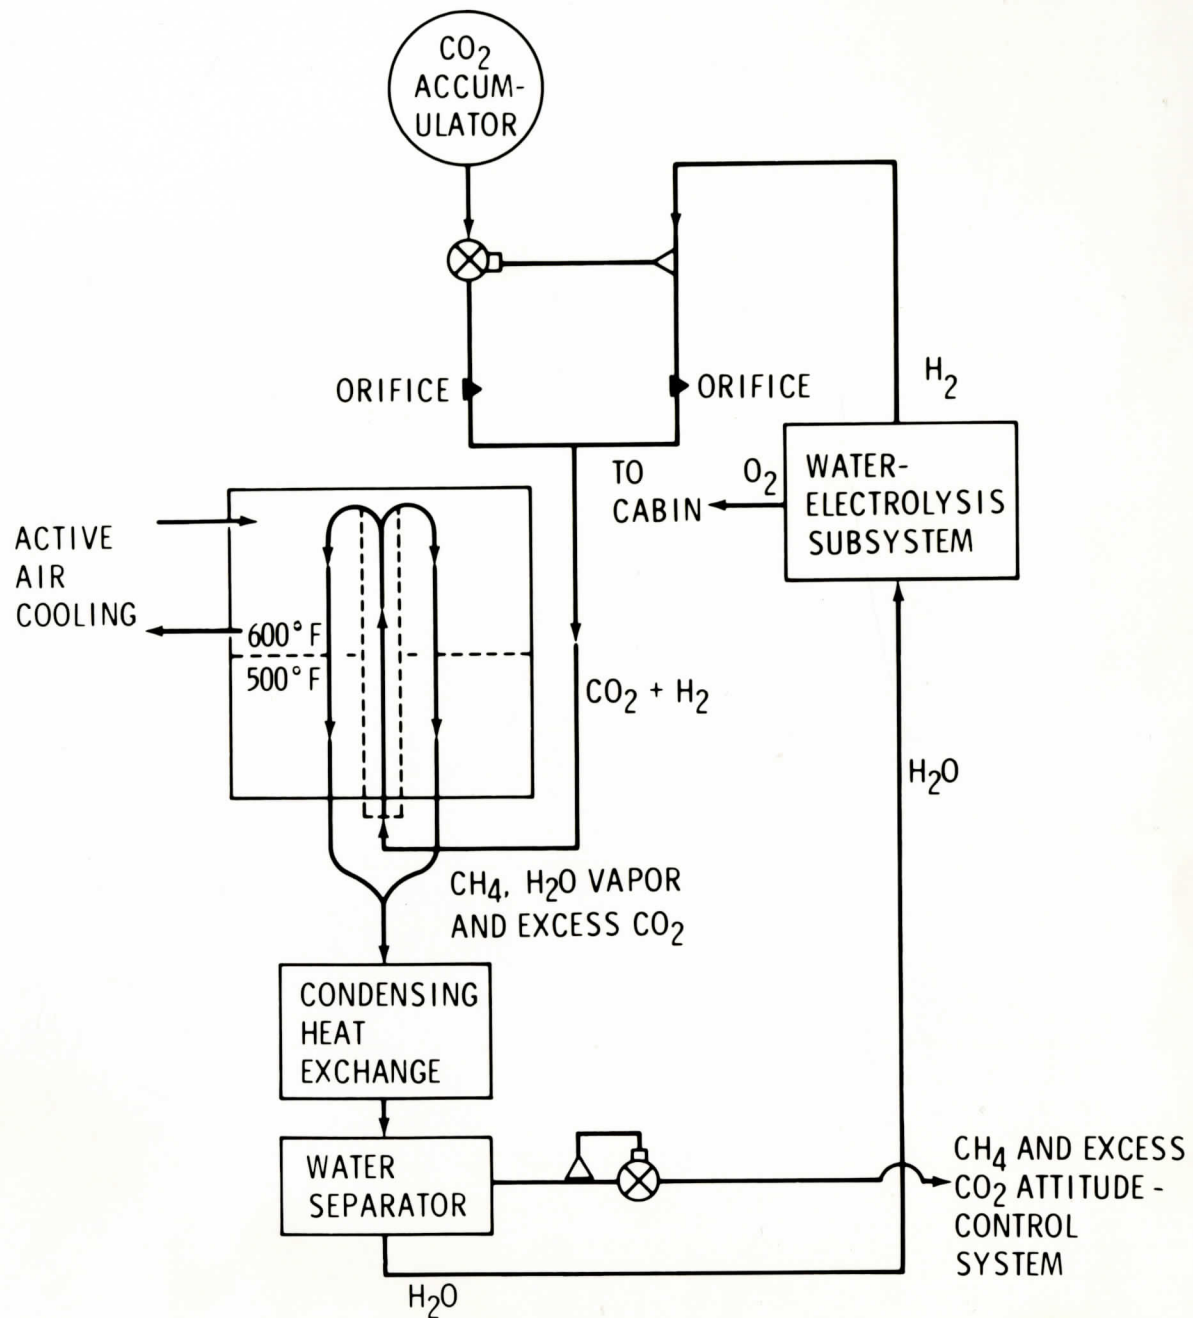 CO2
ACCUM-
ULATOR
ORIFICE
ORIFICE
H2
TO
CABIN
O2
WATER-
ELECTROLYSIS
SUBSYSTEM
ACTIVE
AIR
COOLING
600° F
500° F
CO2 + H2
H2O
CH4, H2O VAPOR
AND EXCESS CO2
CONDENSING
HEAT
EXCHANGE
WATER
SEPARATOR
CH4 AND EXCESS
CO2 ATTITUDE-
CONTROL
SYSTEM
H2O